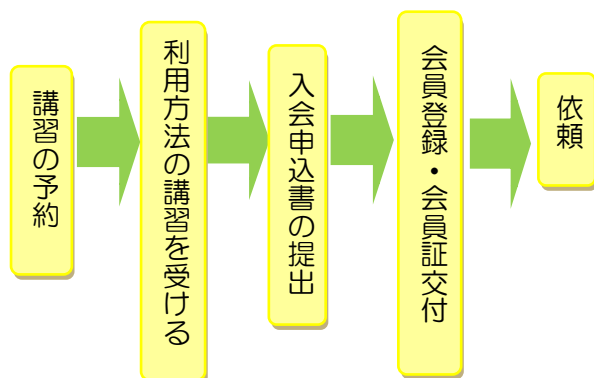 講習の予約
利用方法の講習を受ける
入会申込書の提出
会員登録・会員証交付
依頼